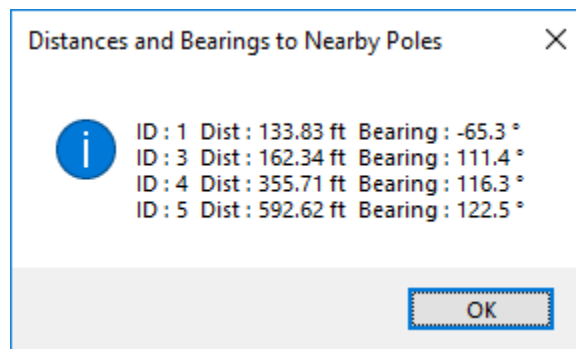 Distances and Bearings to Nearby Poles
ID : 1 Dist : 133.83 ft Bearing : -65.3 °
ID : 3 Dist : 162.34 ft Bearing : 111.4 °
ID : 4 Dist : 355.71 ft Bearing : 116.3 °
ID : 5 Dist : 592.62 ft Bearing : 122.5 °
OK